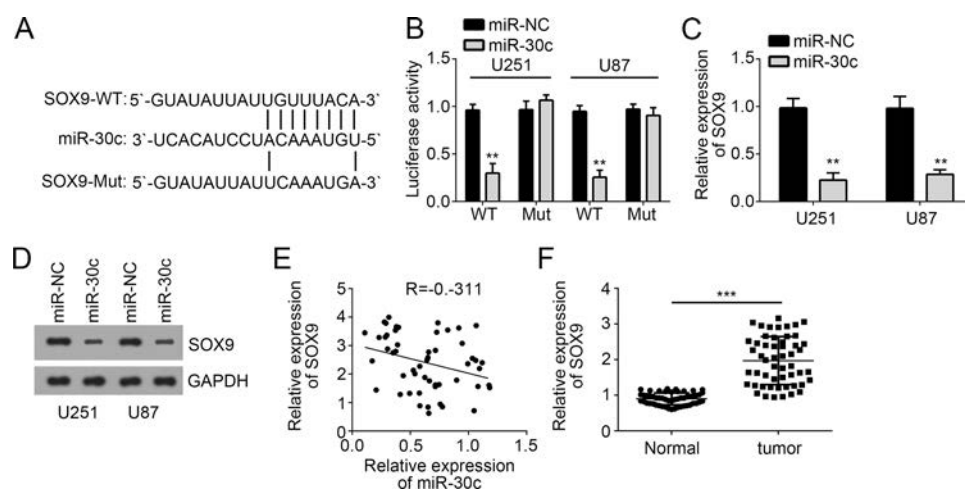 A
SOX9-WT: 5`-GUAUAUUAUUGUUUACA-3`
miR-30c: 3`-UCACAUCCUACAAAUGU-5`
SOX9-Mut: 5`-GUAUAUUAUUCAAAUGA-3`
B
miR-NC
miR-30c
U251
U87
Luciferase activity
1.5
1.0
0.5
0.0
WT
Mut
WT
Mut
**
**
C
miR-NC
miR-30c
Relative expression
of SOX9
1.5
1.0
0.5
0.0
**
**
U251
U87
D
miR-NC
miR-30c
miR-NC
miR-30c
SOX9
GAPDH
U251
U87
E
R=-0.-311
Relative expression
of SOX9
5
4
3
2
1
0
0.0
0.5
1.0
1.5
Relative expression
of miR-30c
F
***
Relative expression
of SOX9
4
3
2
1
0
Normal
tumor